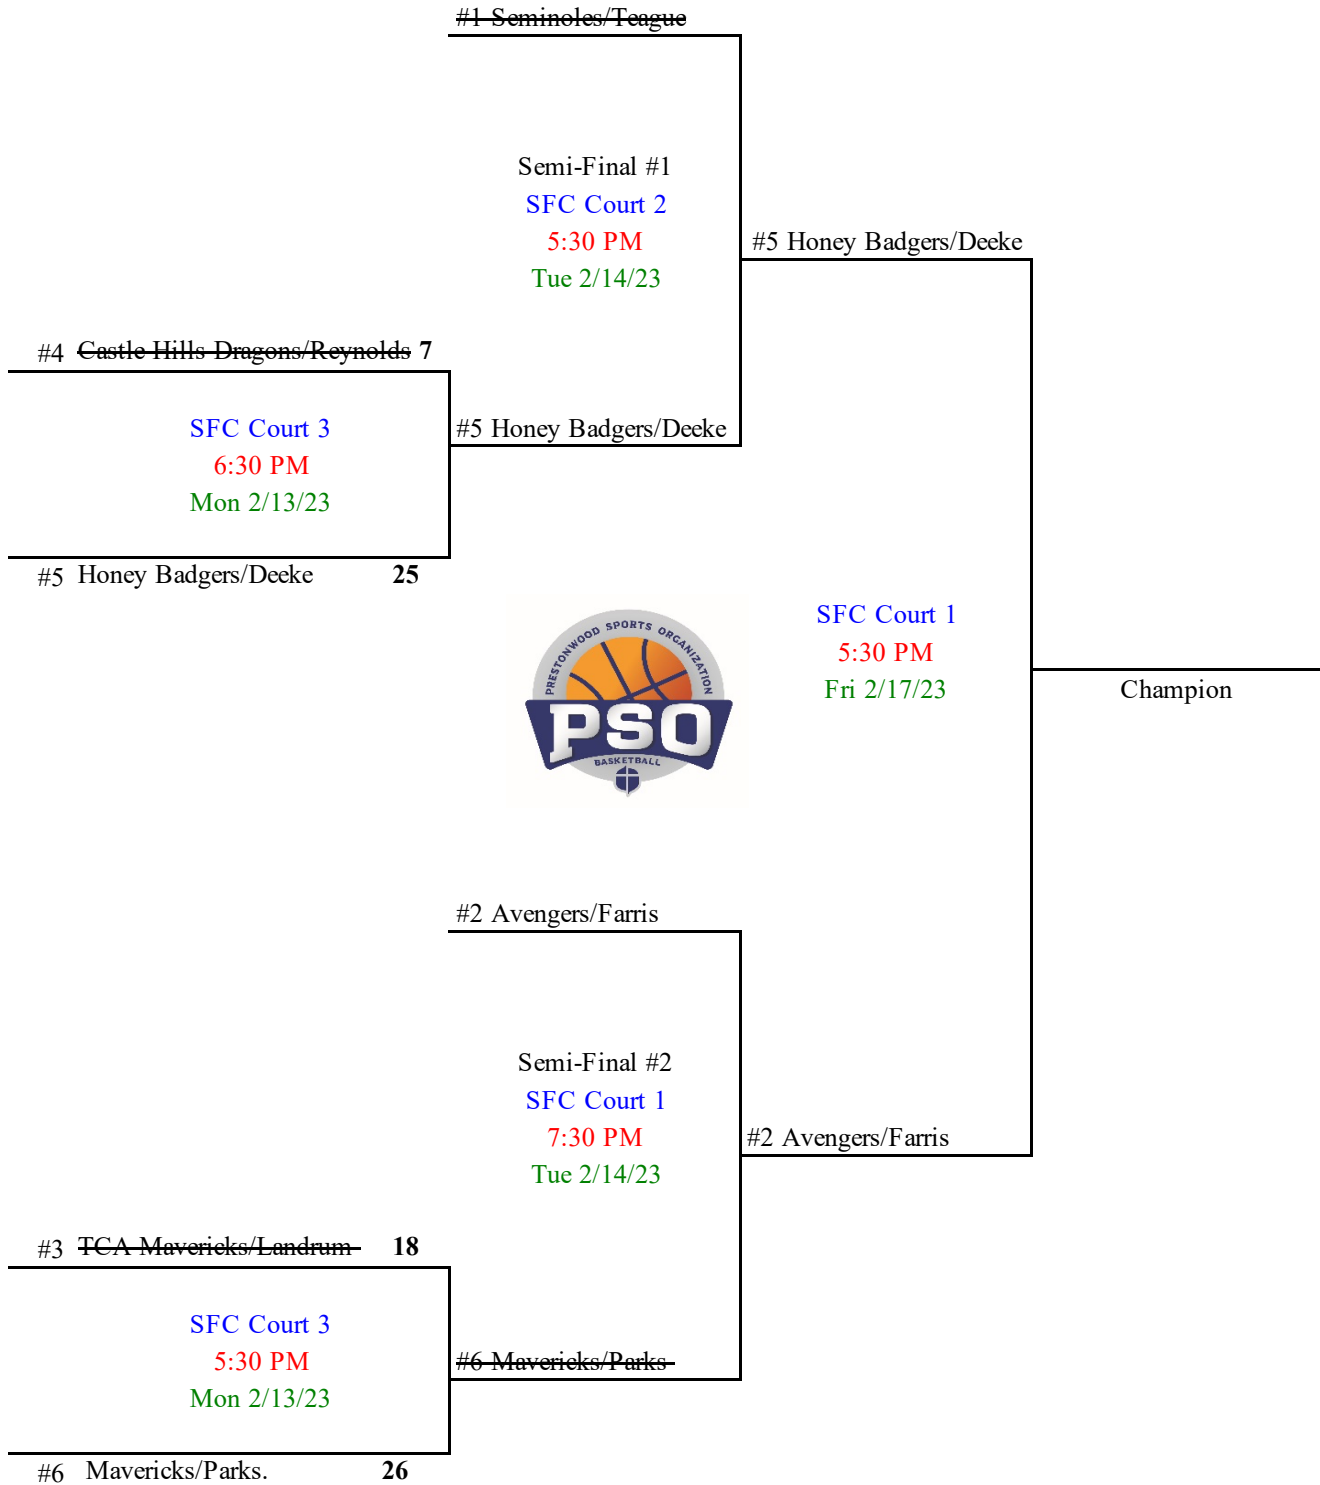 #1 Seminoles/Teague
Semi-Final #1
SFC Court 2
5:30 PM
Tue 2/14/23
#5 Honey Badgers/Deeke
#4 Castle Hills Dragons/Reynolds 7
SFC Court 3
6:30 PM
Mon 2/13/23
#5 Honey Badgers/Deeke
#5 Honey Badgers/Deeke 25
PRESTONWOOD SPORTS ORGANIZATION
PSO
BASKETBALL
SFC Court 1
5:30 PM
Fri 2/17/23
Champion
#2 Avengers/Farris
Semi-Final #2
SFC Court 1
7:30 PM
Tue 2/14/23
#2 Avengers/Farris
#3 TCA Mavericks/Landrum 18
SFC Court 3
5:30 PM
Mon 2/13/23
#6 Mavericks/Parks
#6 Mavericks/Parks. 26